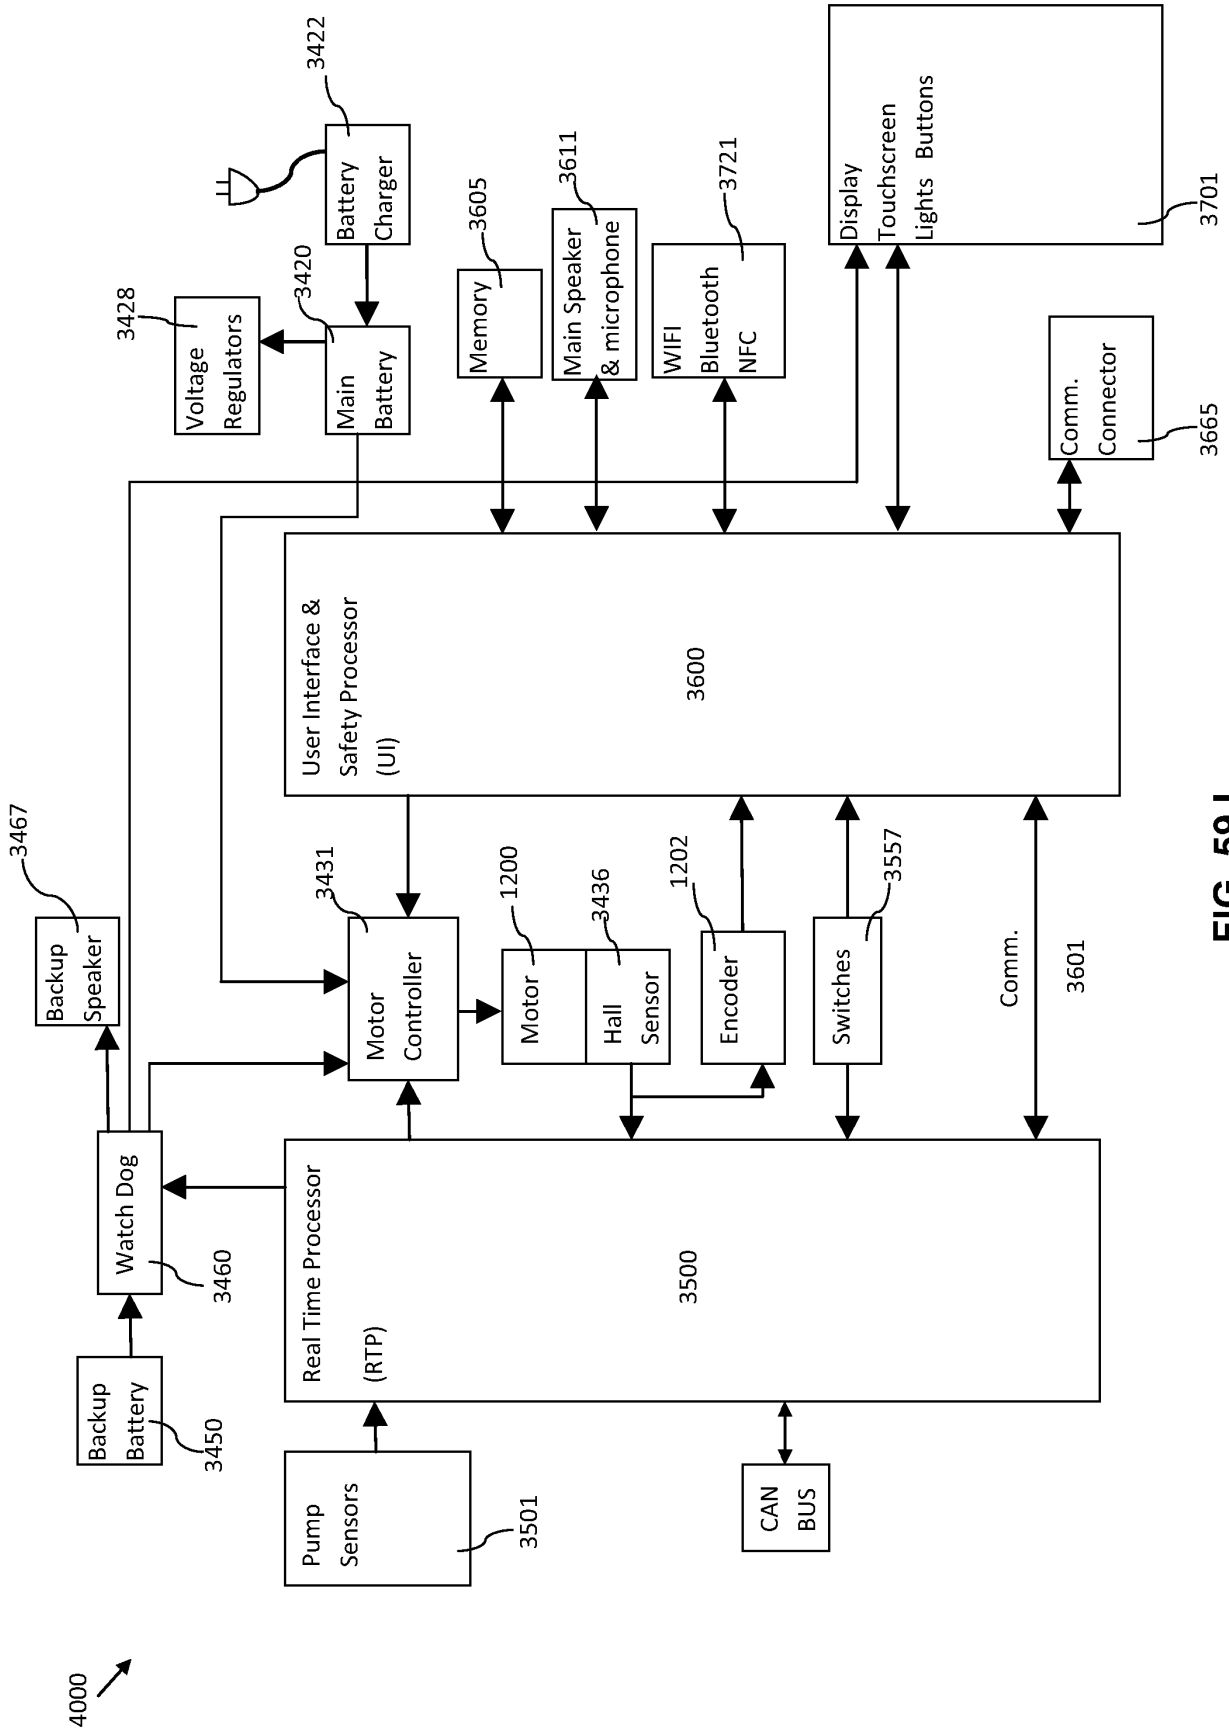 4000
3467
Backup
Speaker
Backup
Battery
3450
Watch Dog
3460
3428
Voltage
Regulators
3422
3420
Main
Battery
Battery
Charger
Pump
Sensors
3501
Real Time Processor
(RTP)
3500
3431
Motor
Controller
1200
Motor
3436
Hall
Sensor
1202
Encoder
3557
Switches
Comm.
3601
User Interface &
Safety Processor
(UI)
3600
3605
Memory
3611
Main Speaker
& microphone
3721
WIFI
Bluetooth
NFC
CAN
BUS
Display
Touchscreen
Lights Buttons
3701
Comm.
Connector
3665
FIG. 59